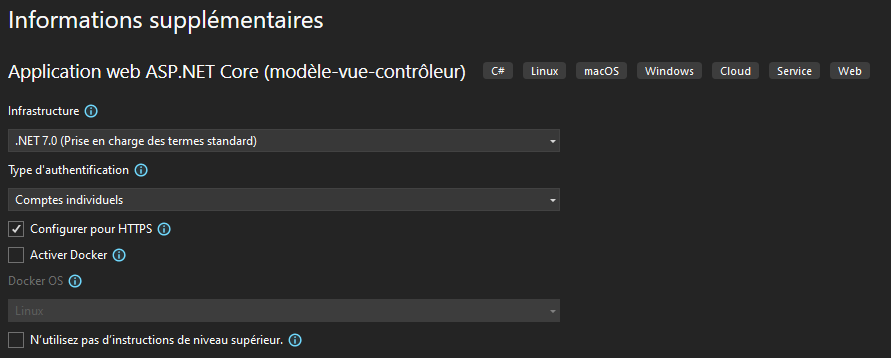 Informations supplémentaires
Application web ASP.NET Core (modèle-vue-contrôleur) C# Linux macOS Windows Cloud Service Web
Infrastructure
.NET 7.0 (Prise en charge des termes standard)
Type d'authentification
Comptes individuels
Configurer pour HTTPS
Activer Docker
Docker OS
Linux
N'utilisez pas d'instructions de niveau supérieur.